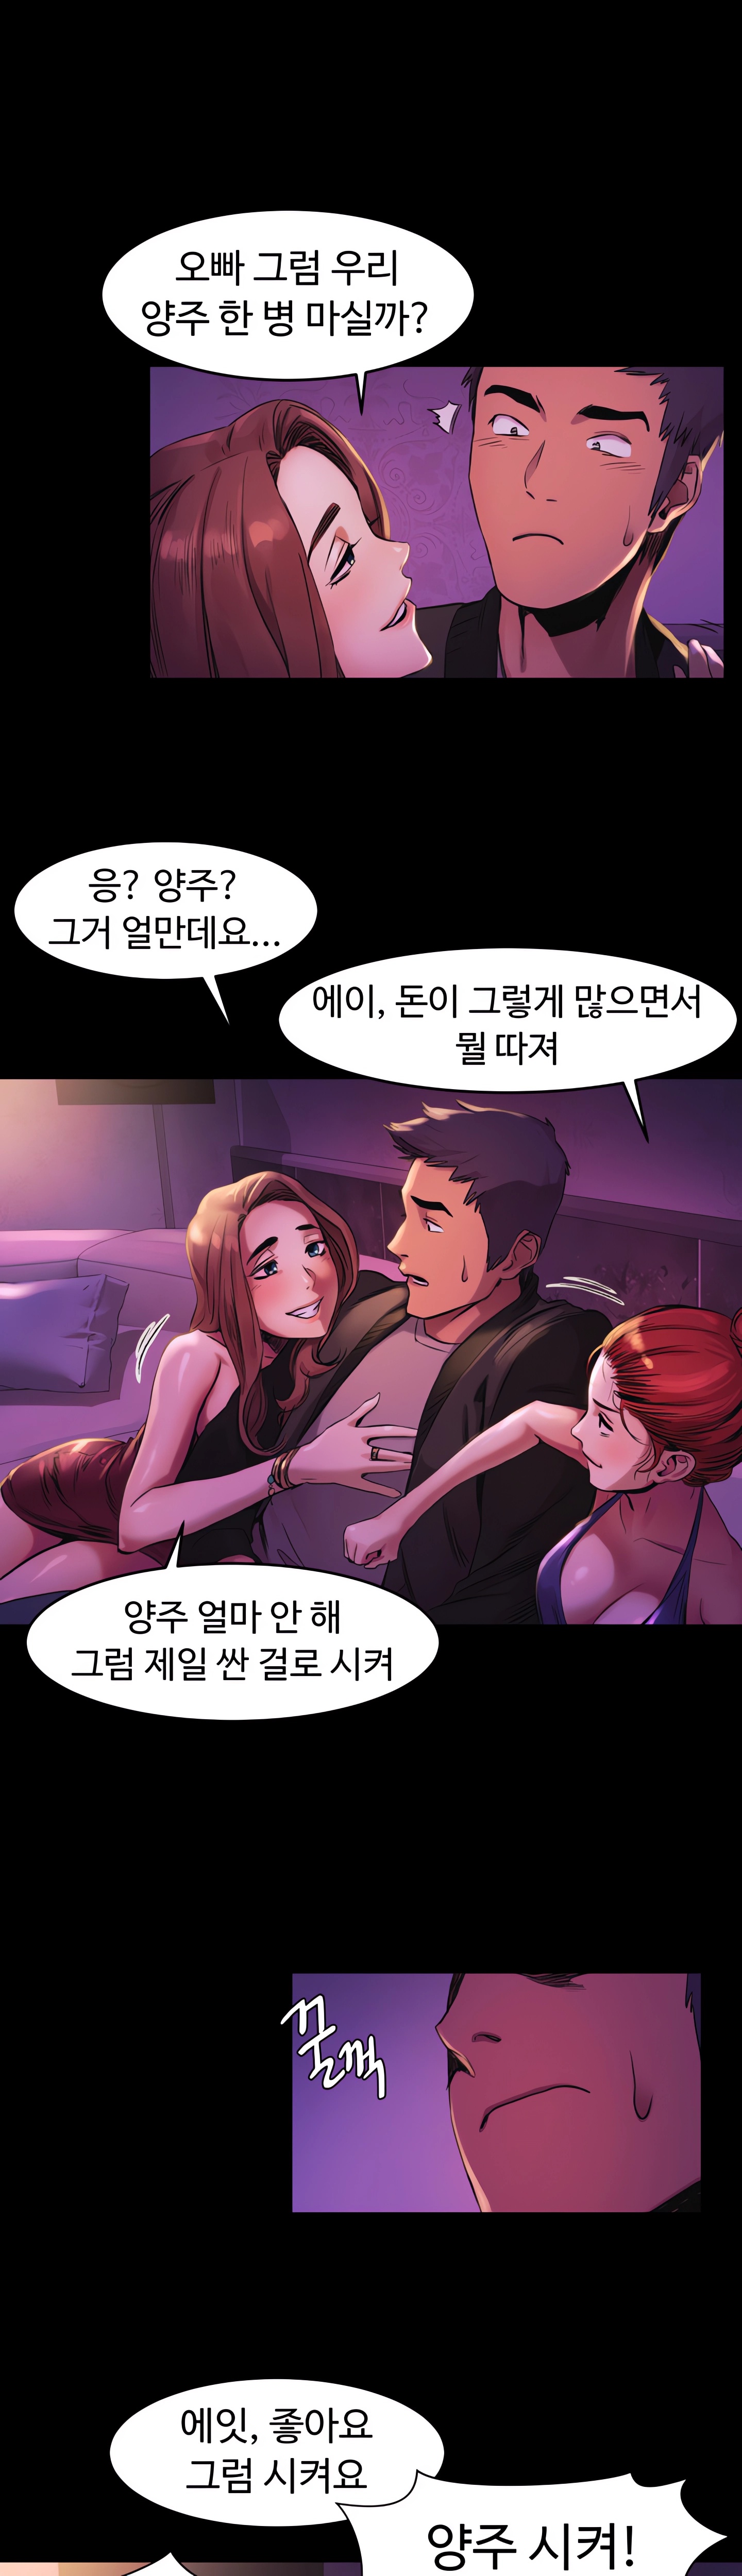 오빠 그럼 우리
양주 한 병 마실까?
응? 양주?
그거 얼만데요...
에이, 돈이 그렇게 많으면서
뭘 따져
양주 얼마 안 해
그럼 제일 싼 걸로 시켜
꿀꺽
에잇, 좋아요
그럼 시켜요
양주 시켜!